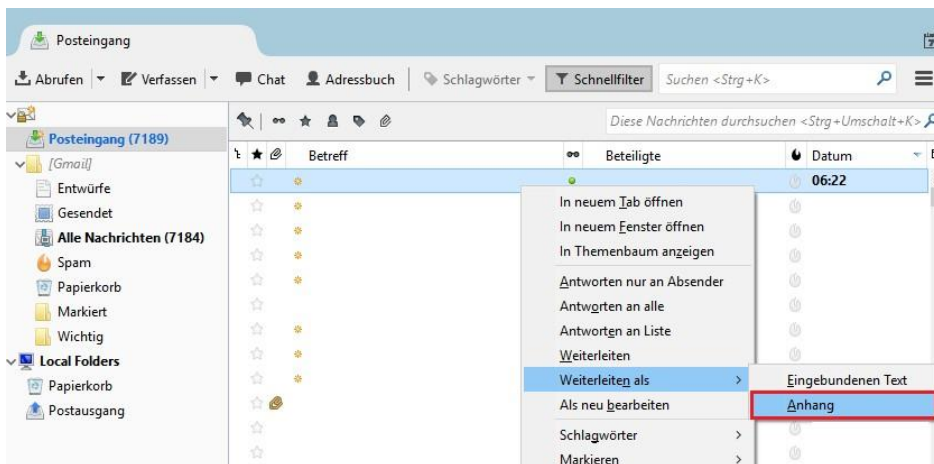 Posteingang
Abrufen Verfassen Chat Adressbuch Schlagwörter Schnellfilter Suchen <Strg+K>
Diese Nachrichten durchsuchen <Strg+Umschalt+K>
Posteingang (7189)
[Gmail]
Entwürfe
Gesendet
Alle Nachrichten (7184)
Spam
Papierkorb
Markiert
Wichtig
Local Folders
Papierkorb
Postausgang
Betreff Beteiligte Datum
06:22
In neuem Tab öffnen
In neuem Fenster öffnen
In Themenbaum anzeigen
Antworten nur an Absender
Antworten an alle
Antworten an Liste
Weiterleiten
Weiterleiten als
Als neu bearbeiten
Schlagwörter
Markieren
Eingebundenen Text
Anhang